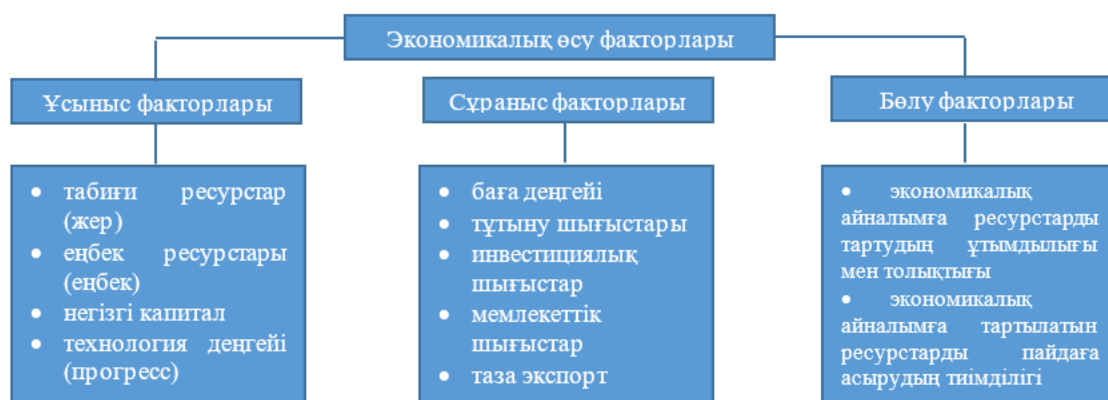 Экономикалық өсу факторлары
Ұсыныс факторлары
• табиғи ресурстар
(жер)
• еңбек ресурстары
(еңбек)
• негізгі капитал
• технология деңгейі
(прогресс)
Сұраныс факторлары
• баға деңгейі
• тұтыну шығыстары
• инвестициялық
шығыстар
• мемлекеттік
шығыстар
• таза экспорт
Бөлу факторлары
• экономикалық
айналымға ресурстарды
тартудың ұтымдылығы
мен толықтығы
• экономикалық
айналымға тартылатын
ресурстарды пайдаға
асырудың тиімділігі